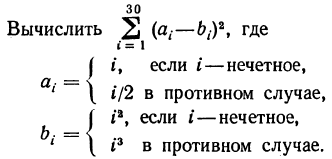 Вычислить \sum_{i=1}^{30} (a_i — b_i)², где
a_i = { i, если i — нечетное,
i/2 в противном случае,
b_i = { i², если i — нечетное,
i³ в противном случае.